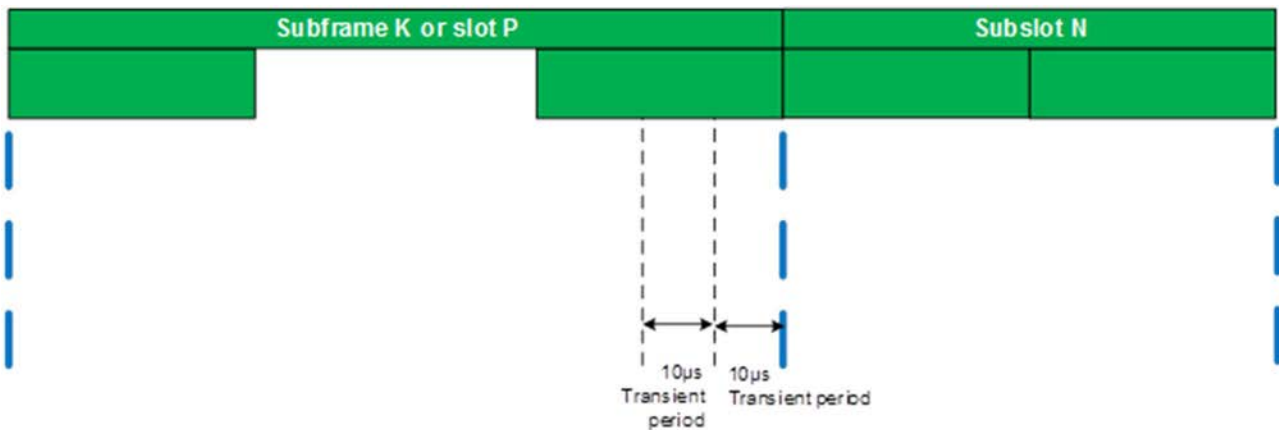 Subframe K or slot P
Subslot N
10µs
Transient
period
10µs
Transient period